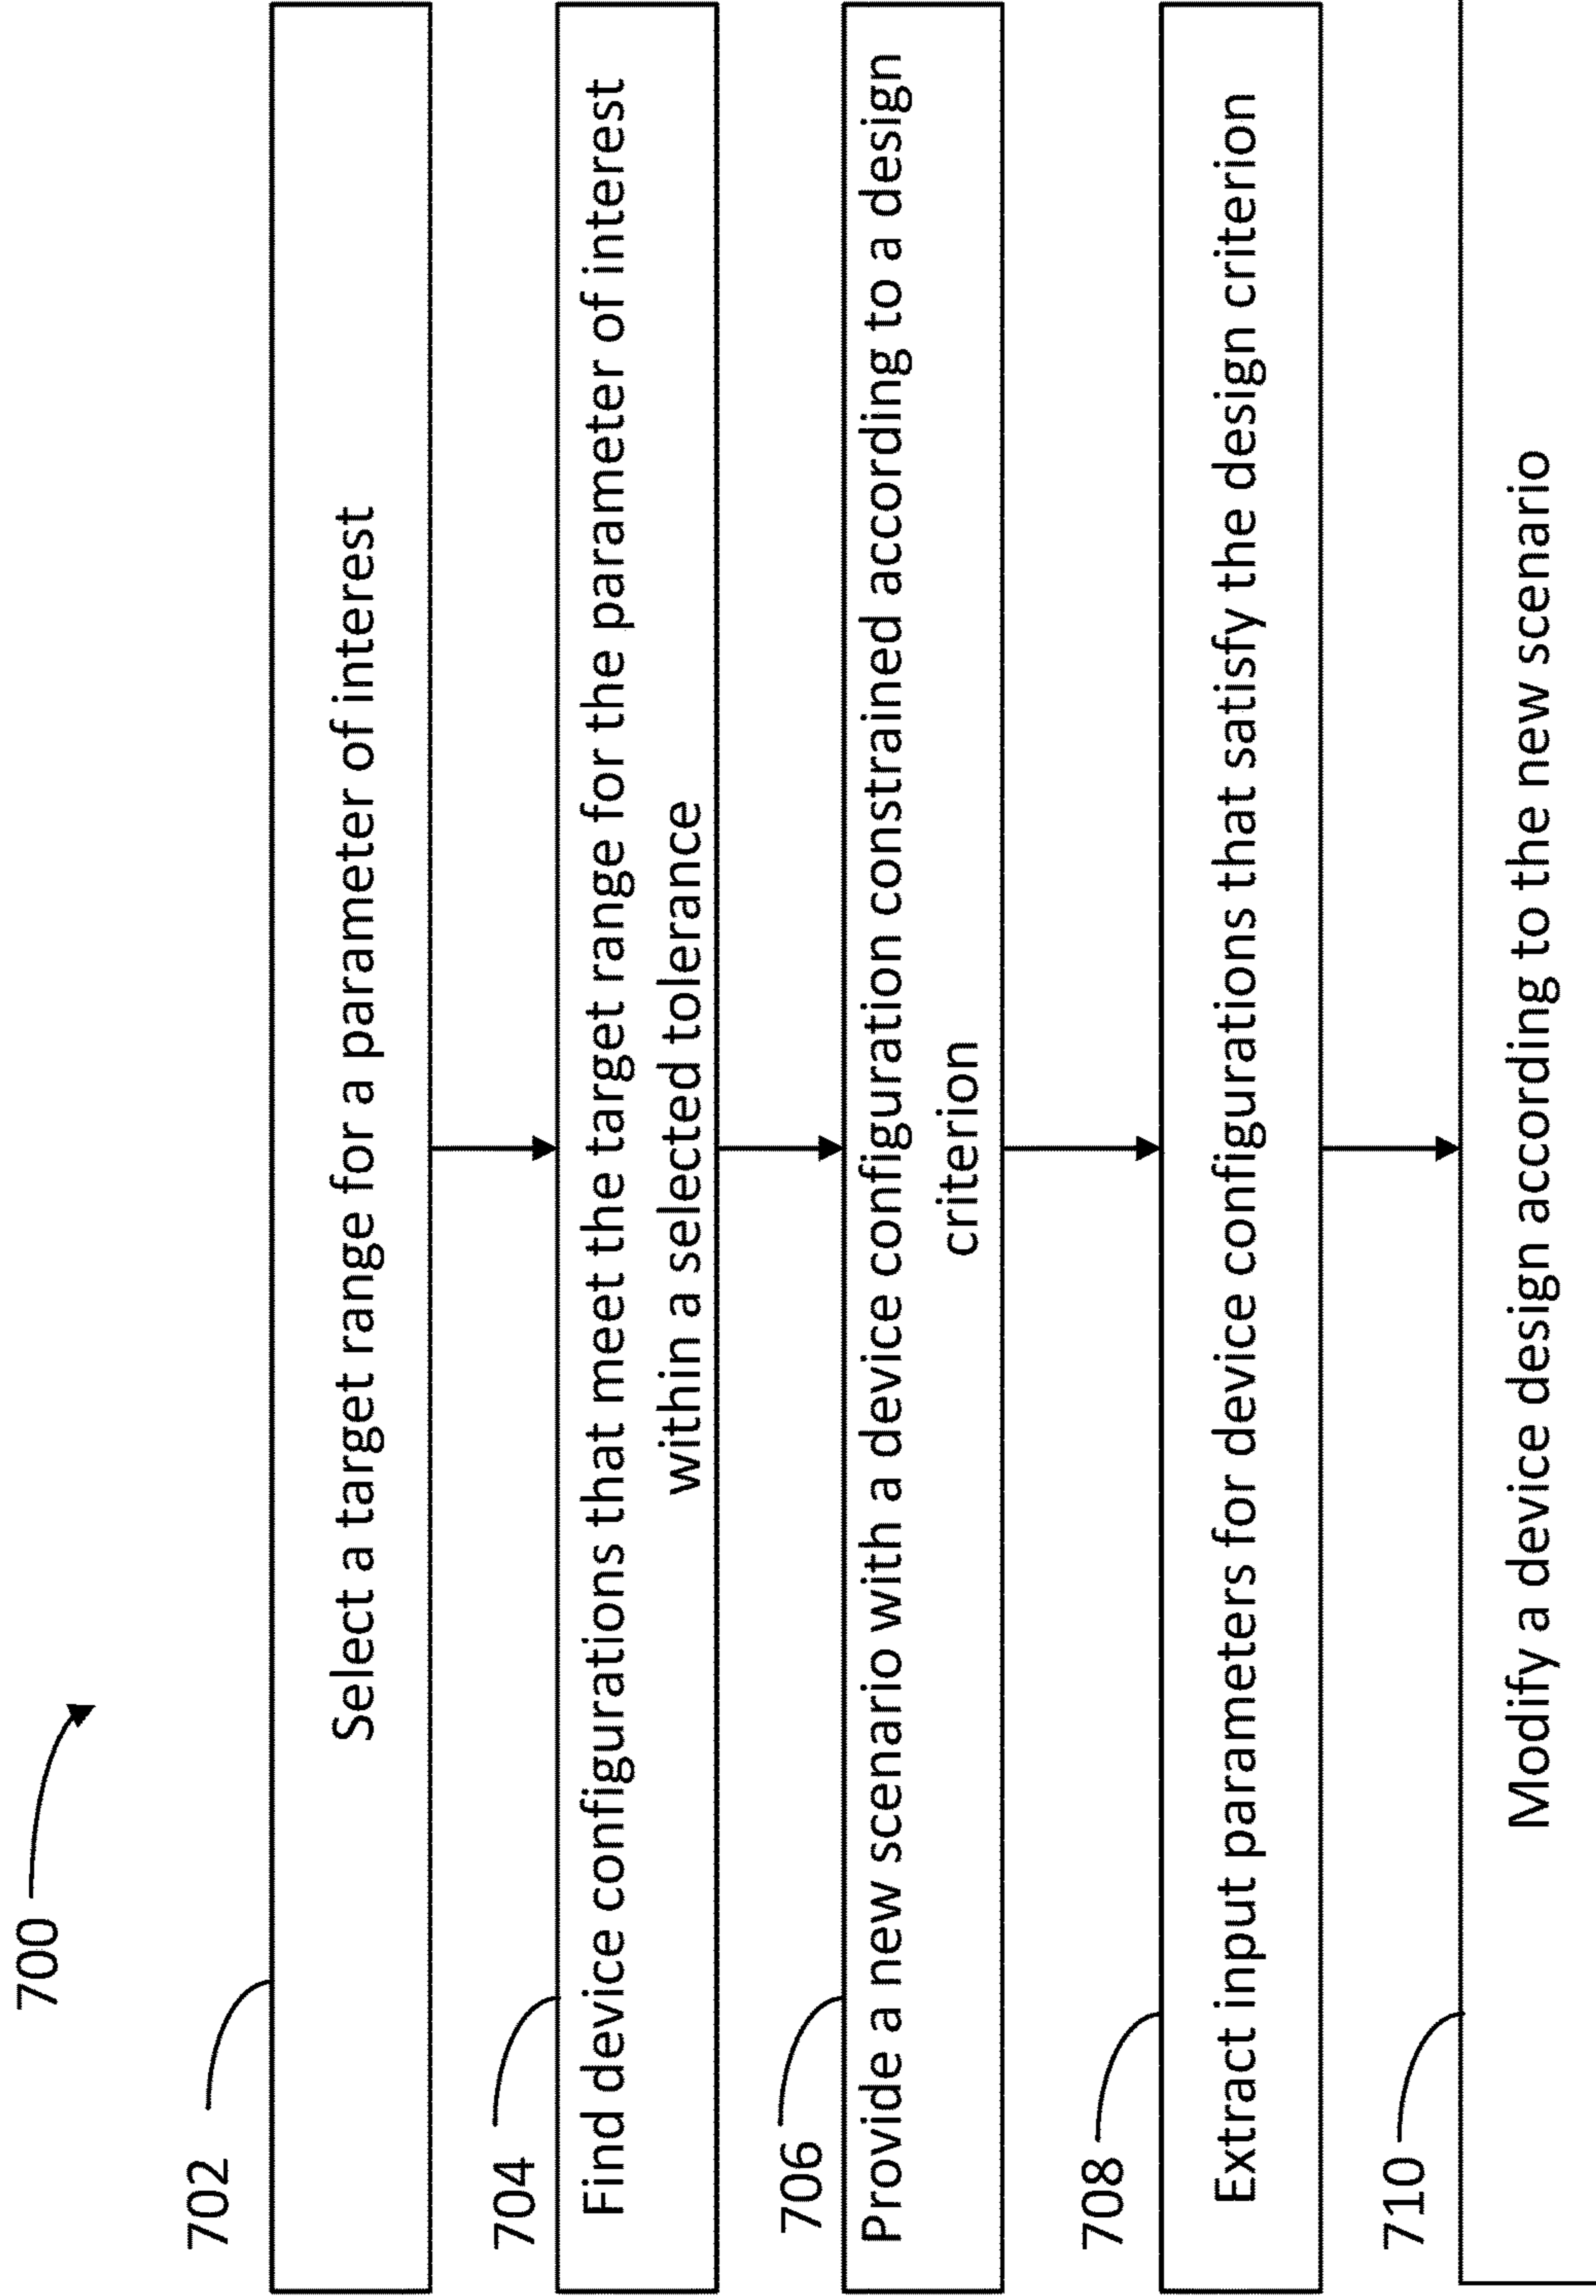 700
702
Select a target range for a parameter of interest
704
Find device configurations that meet the target range for the parameter of interest
within a selected tolerance
706
Provide a new scenario with a device configuration constrained according to a design
criterion
708
Extract input parameters for device configurations that satisfy the design criterion
710
Modify a device design according to the new scenario